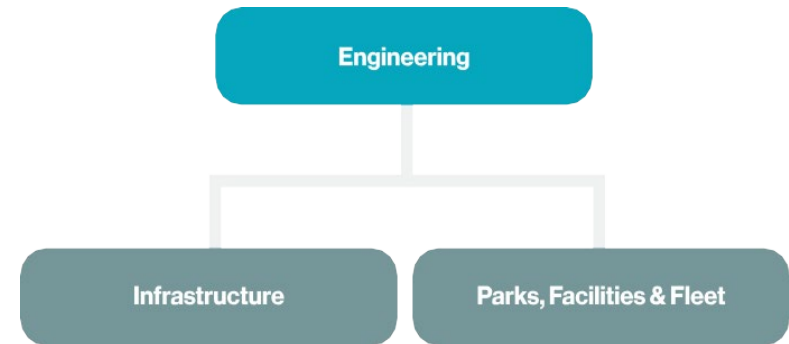 Engineering
Infrastructure
Parks, Facilities & Fleet